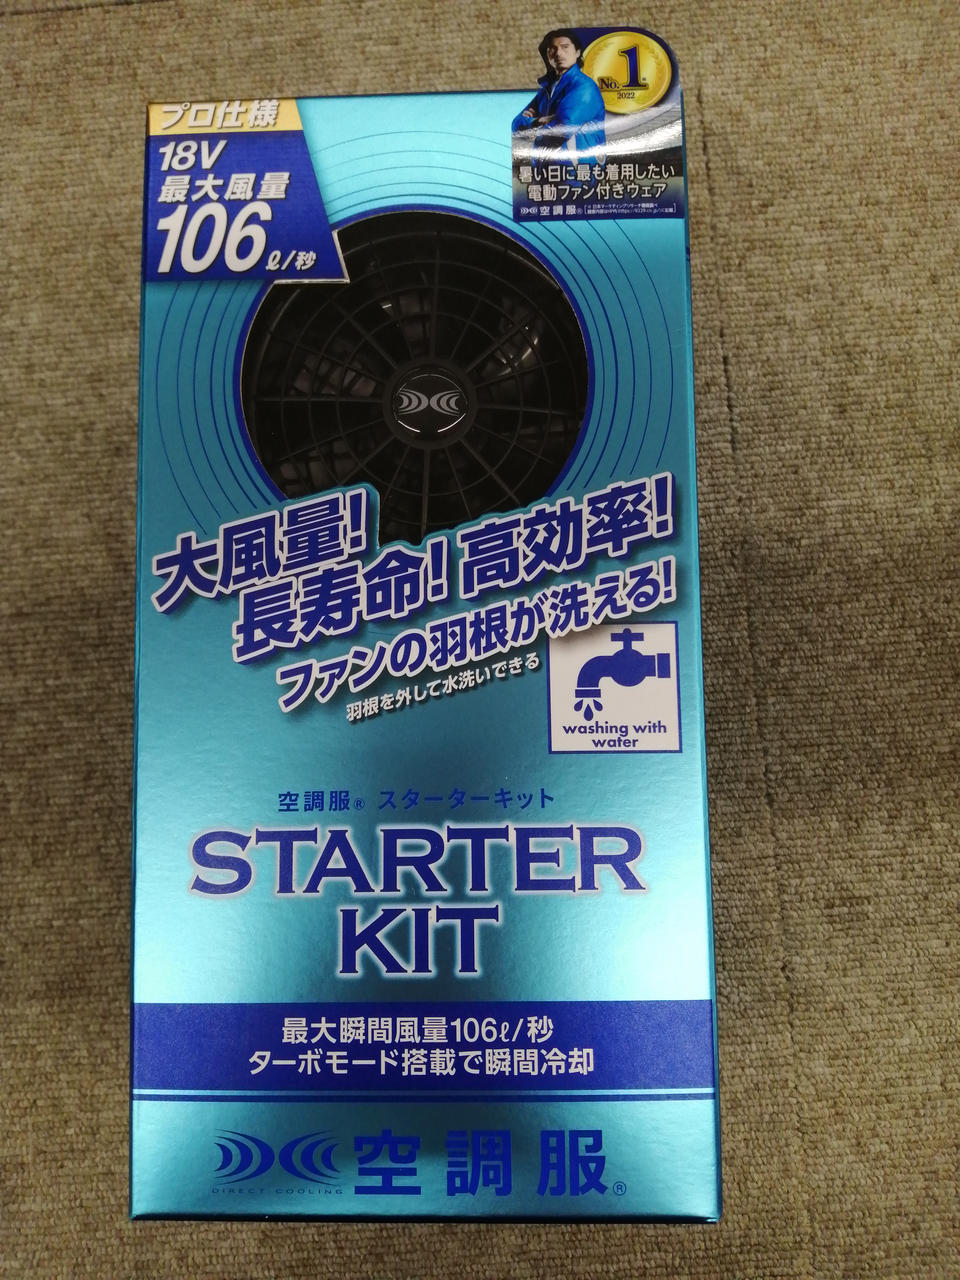 プロ仕様
18V
最大風量
106ℓ/秒
No.1
2022
暑い日に最も着用したい
電動ファン付きウェア
空調服®
大風量!
長寿命!高効率!
ファンの羽根が洗える!
羽根を外して水洗いできる
washing with
water
空調服® スターターキット
STARTER
KIT
最大瞬間風量106ℓ/秒
ターボモード搭載で瞬間冷却
空調服®
DIRECT COOLING